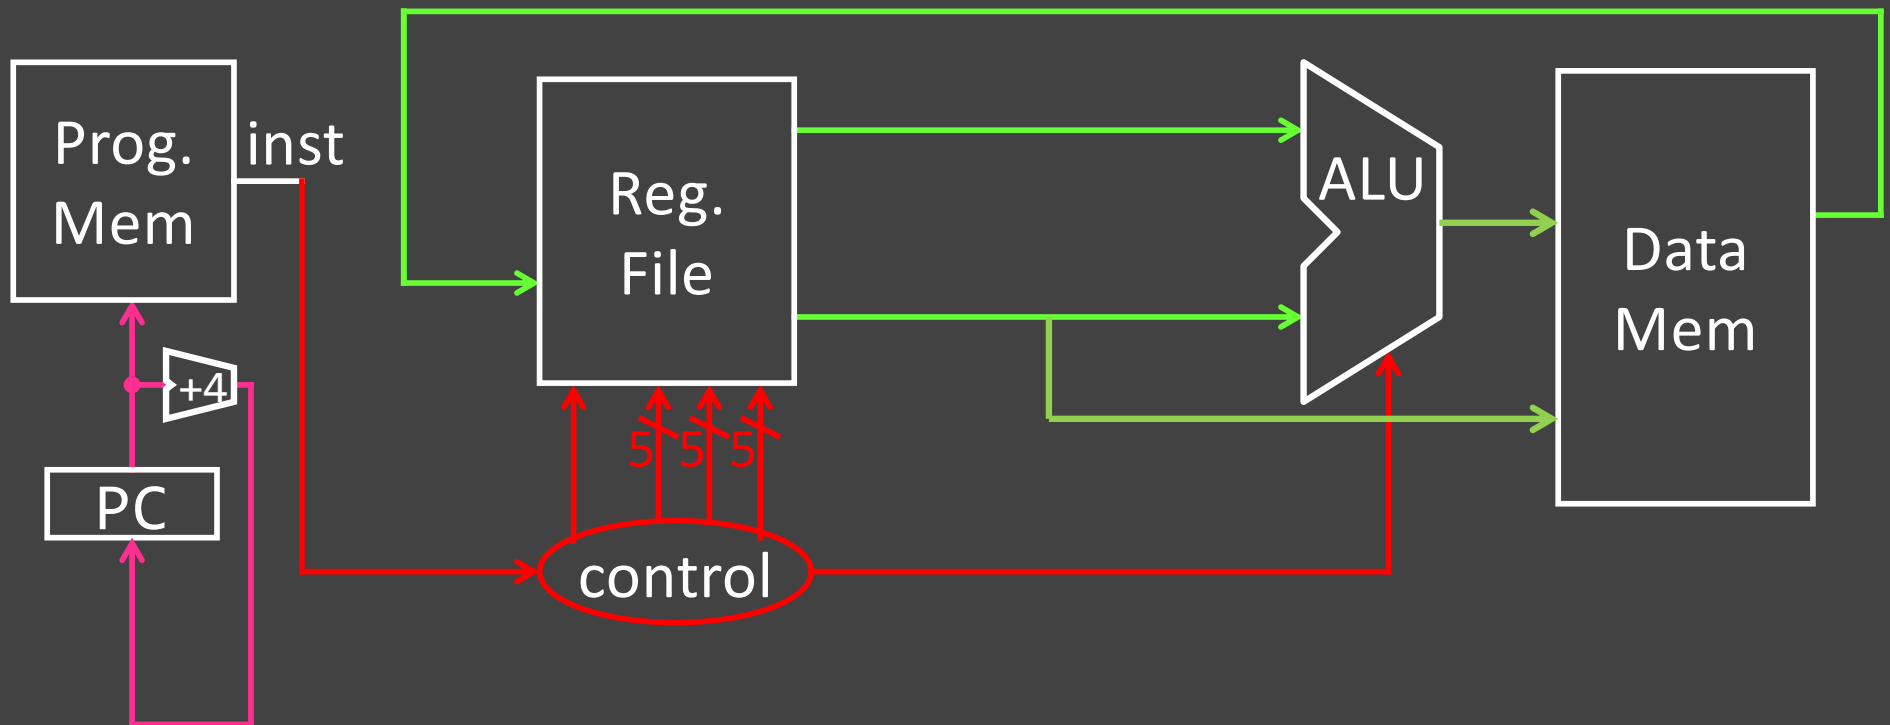 Prog.
Mem
inst
Reg.
File
ALU
Data
Mem
+4
5 5 5
PC
control